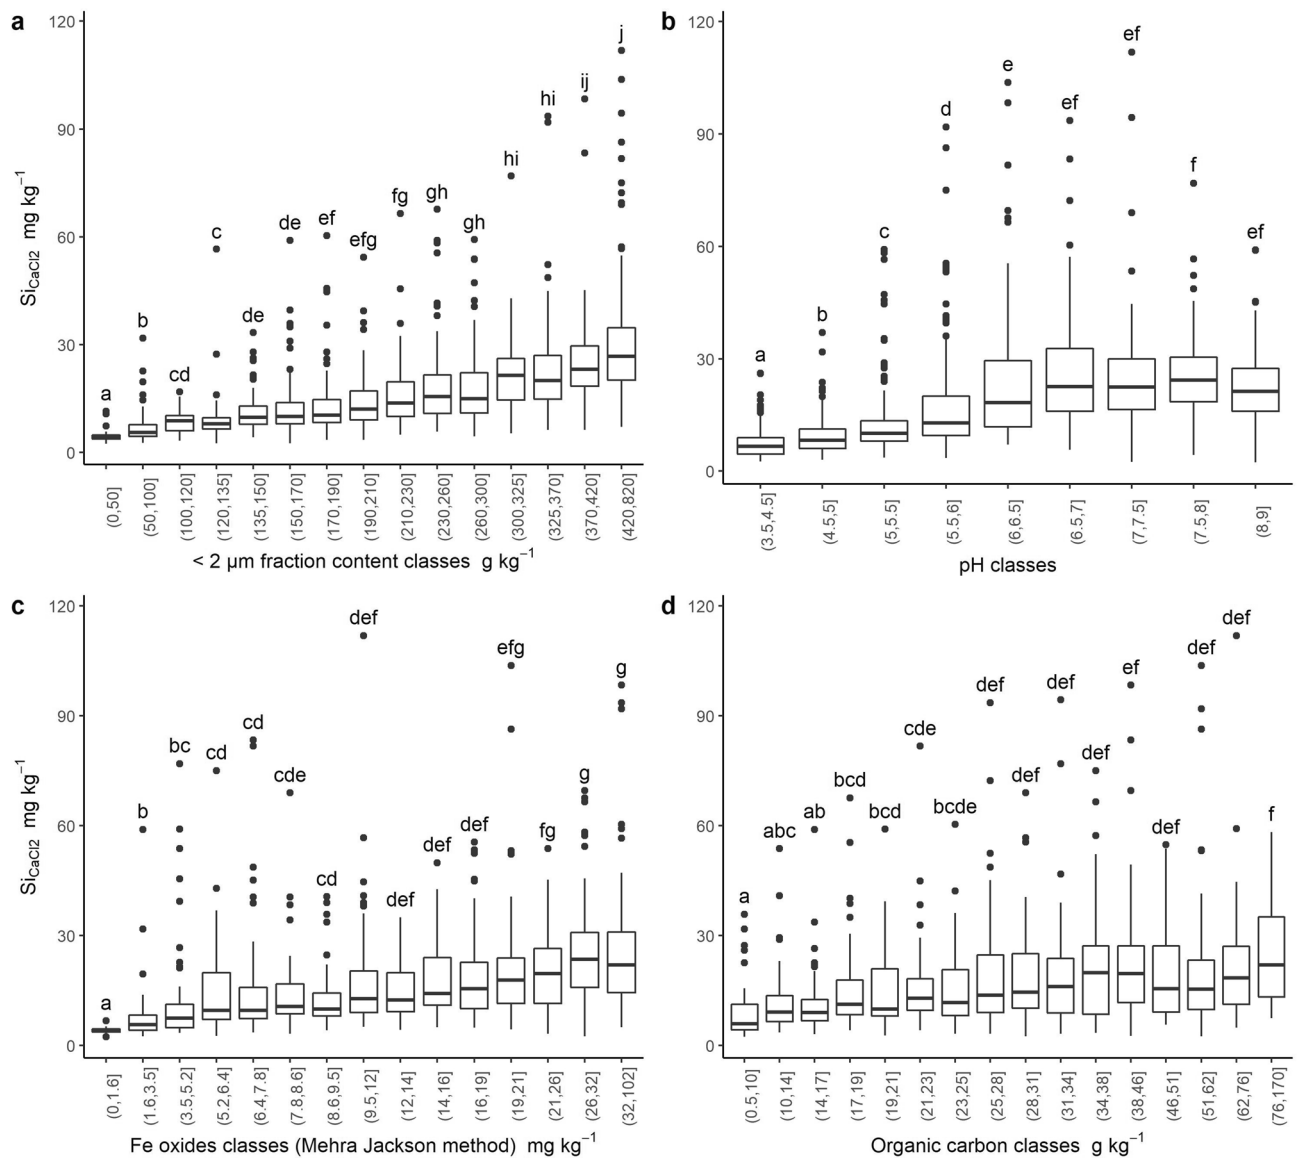 a
120
90
60
30
0
SiCaCl2 mg kg−1
a
b
cd
c
de
de
ef
efg
fg
gh
gh
hi
hi
ij
j
(0,50]
(50,100]
(100,120]
(120,135]
(135,150]
(150,170]
(170,190]
(190,210]
(210,230]
(230,260]
(260,300]
(300,325]
(325,370]
(370,420]
(420,820]
< 2 µm fraction content classes g kg−1
b
120
90
60
30
0
a
b
c
d
e
ef
ef
f
ef
(3.5,4.5]
(4.5,5]
(5,5.5]
(5.5,6]
(6,6.5]
(6.5,7]
(7,7.5]
(7.5,8]
(8,9]
pH classes
c
120
90
60
30
0
SiCaCl2 mg kg−1
a
b
bc
cd
cd
cde
cd
def
def
def
def
efg
fg
g
g
(0,1.6]
(1.6,3.5]
(3.5,5.2]
(5.2,6.4]
(6.4,7.8]
(7.8,8.6]
(8.6,9.5]
(9.5,12]
(12,14]
(14,16]
(16,19]
(19,21]
(21,26]
(26,32]
(32,102]
Fe oxides classes (Mehra Jackson method) mg kg−1
d
120
90
60
30
0
a
abc
ab
bcd
bcd
cde
bcde
def
def
def
def
ef
def
def
def
f
(0.5,10]
(10,14]
(14,17]
(17,19]
(19,21]
(21,23]
(23,25]
(25,28]
(28,31]
(31,34]
(34,38]
(38,46]
(46,51]
(51,62]
(62,76]
(76,170]
Organic carbon classes g kg−1